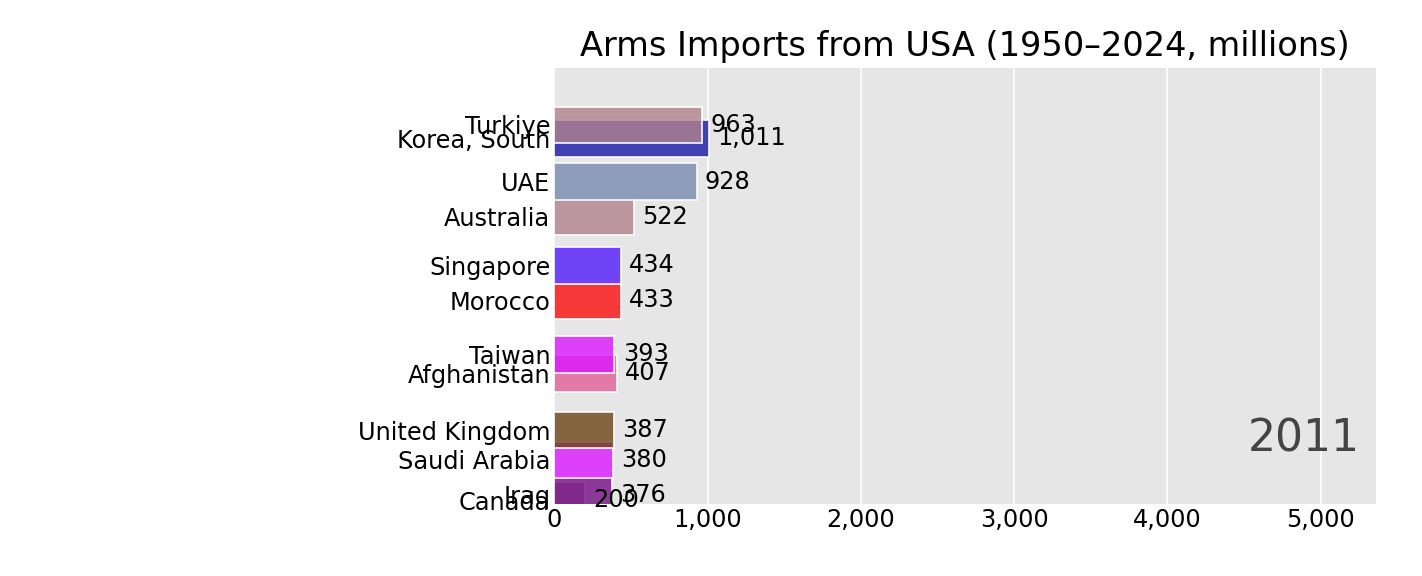 Arms Imports from USA (1950–2024, millions)
Turkiye 963
Korea, South 1,011
UAE 928
Australia 522
Singapore 434
Morocco 433
Taiwan 393
Afghanistan 407
United Kingdom 387
2011
Saudi Arabia 380
Iraq 376
Canada 200
0 1,000 2,000 3,000 4,000 5,000